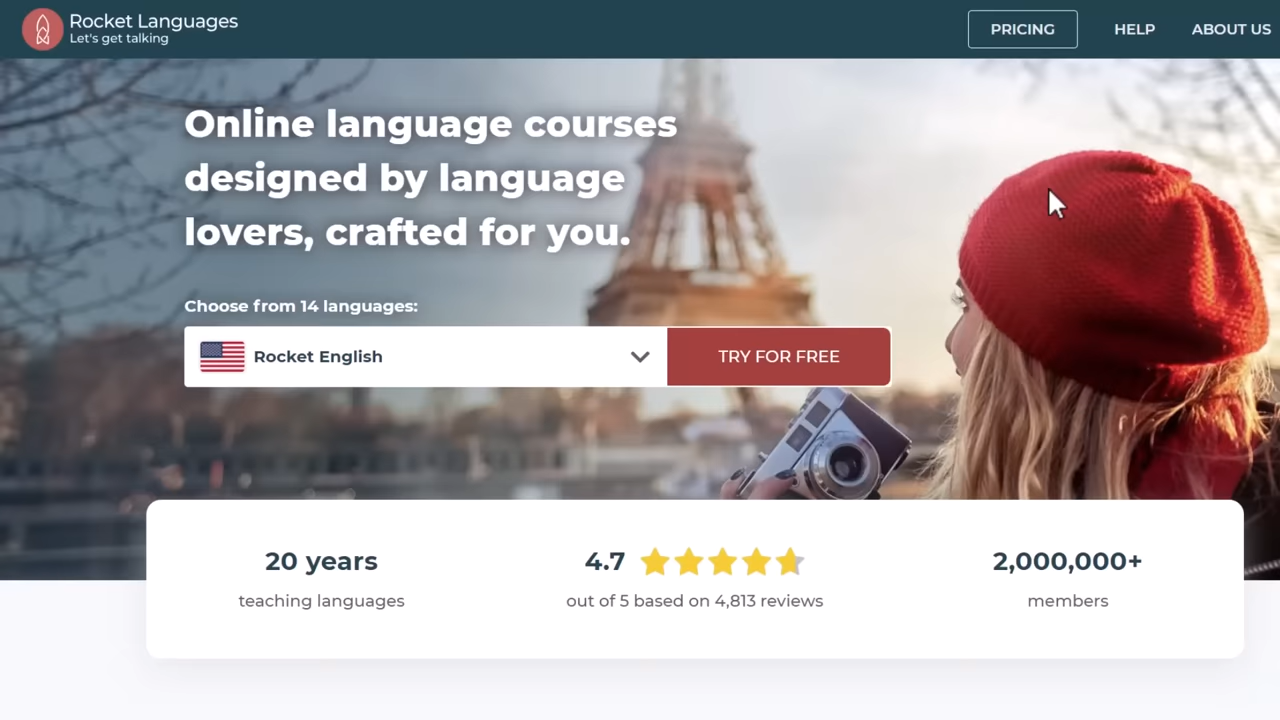 Rocket Languages
Let's get talking
PRICING
HELP
ABOUT US
Online language courses
designed by language
lovers, crafted for you.
Choose from 14 languages:
Rocket English
TRY FOR FREE
20 years
teaching languages
4.7
out of 5 based on 4,813 reviews
2,000,000+
members